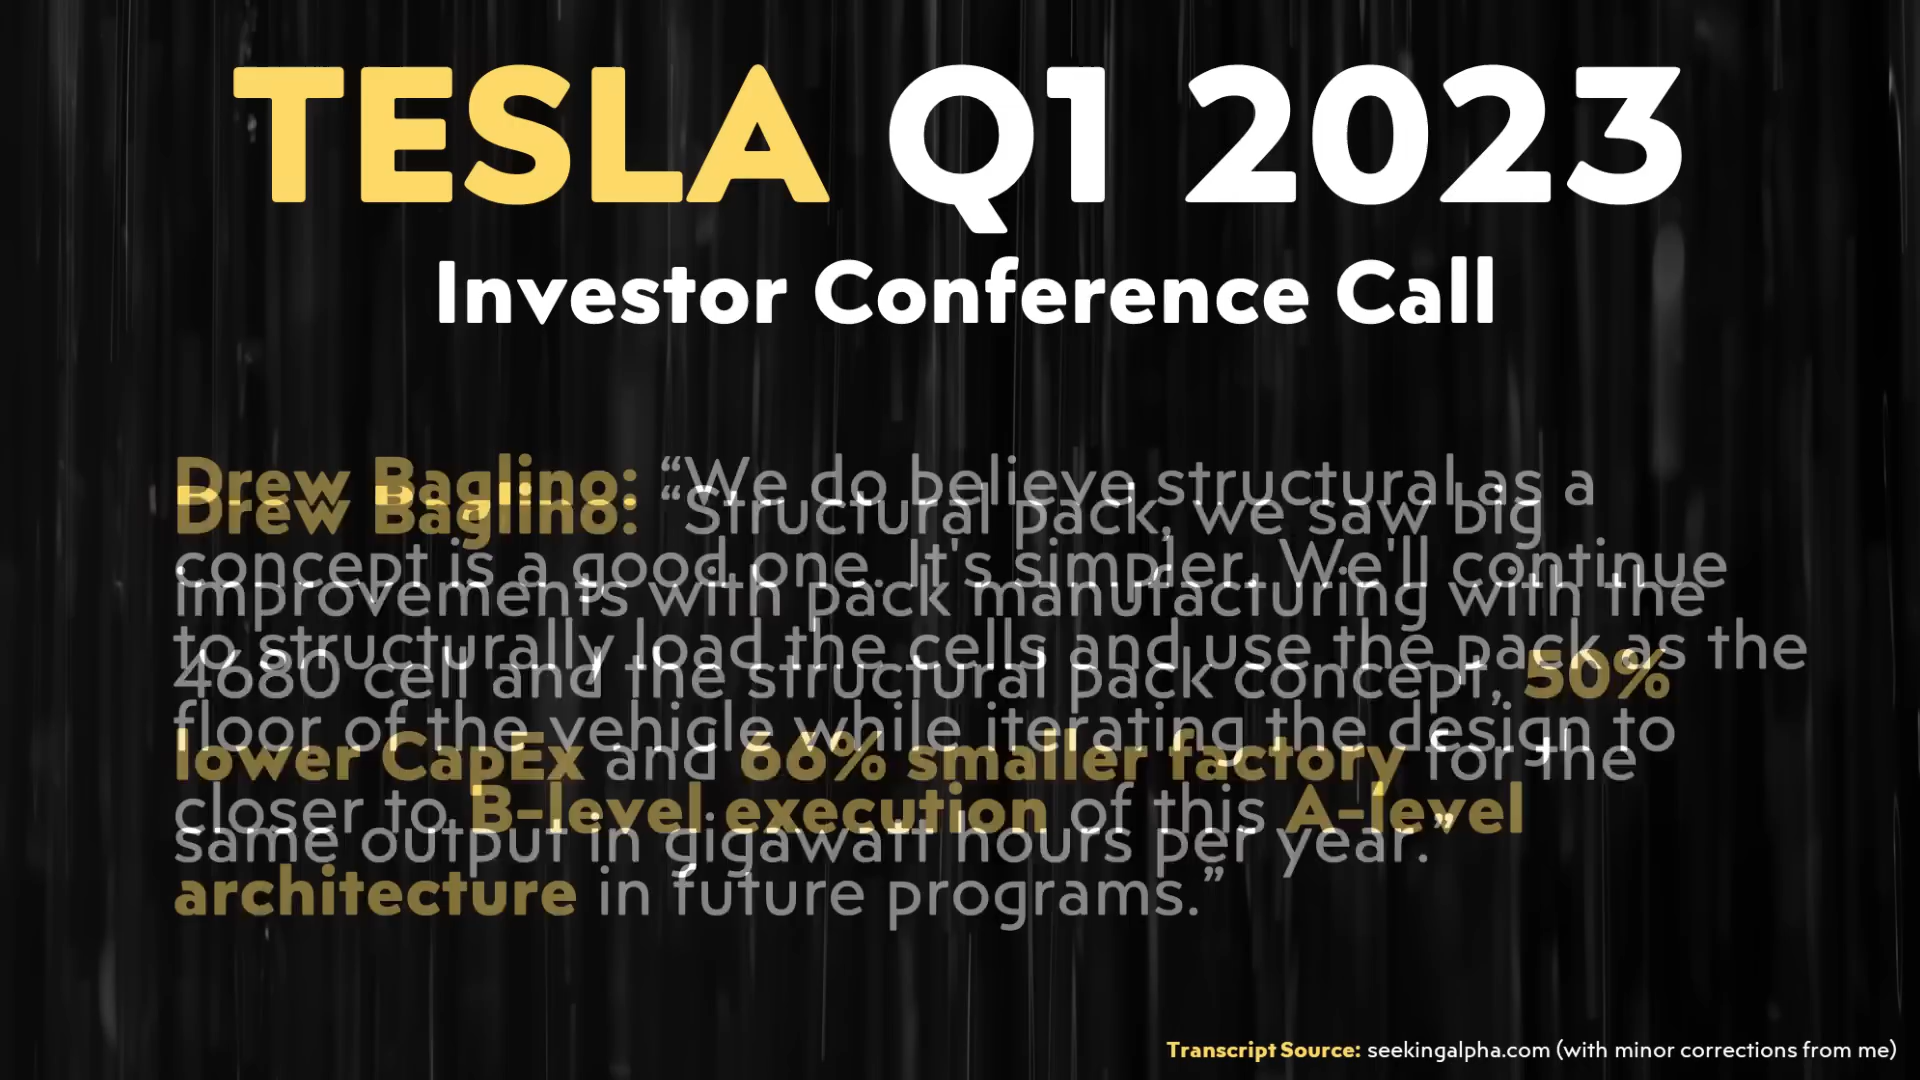 TESLA Q1 2023
Investor Conference Call
Drew Baglino: “We do believe structural as a
concept is a good one. It's simpler. We'll continue
to structurally load the cells and use the pack as the
floor of the vehicle while iterating the design to
closer to B-level execution of this A-level
architecture in future programs.”
Drew Baglino: “Structural pack, we saw big
improvements with pack manufacturing with the
4680 cell and the structural pack concept, 50%
lower CapEx and 66% smaller factory for the
same output in gigawatt hours per year.”
Transcript Source: seekingalpha.com (with minor corrections from me)